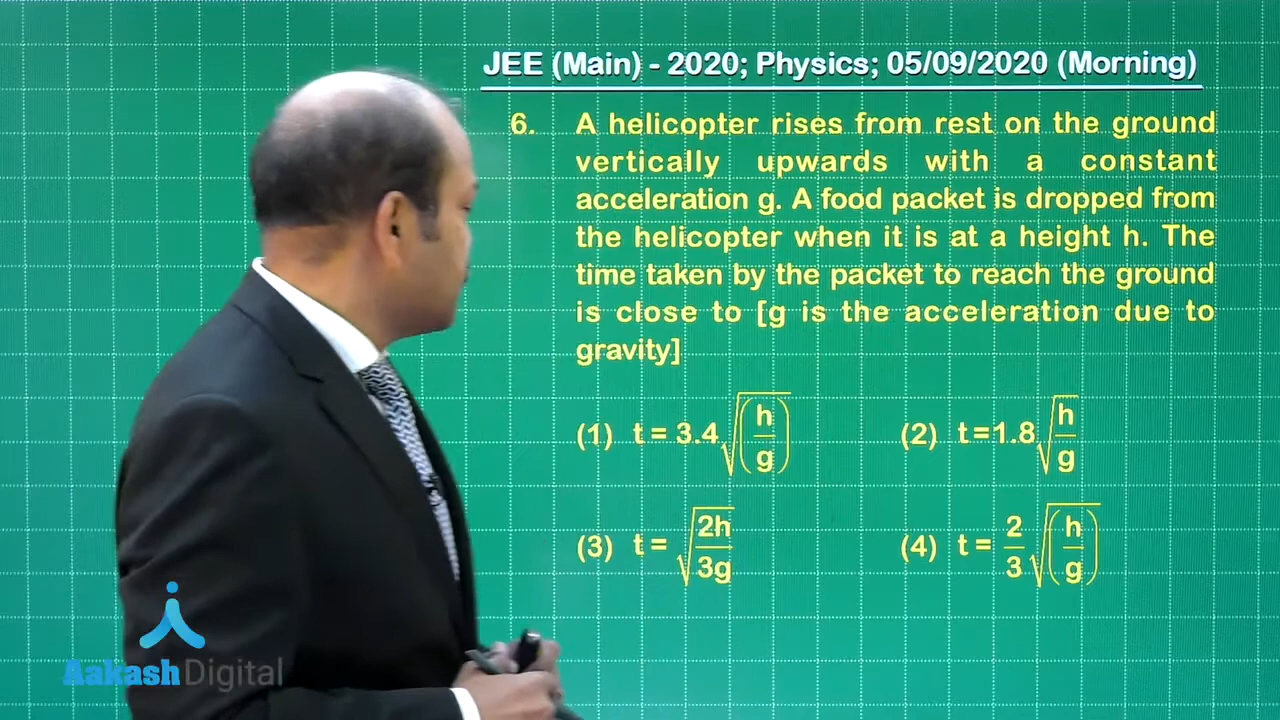 JEE (Main) - 2020; Physics; 05/09/2020 (Morning)
6. A helicopter rises from rest on the ground
vertically upwards with a constant
acceleration g. A food packet is dropped from
the helicopter when it is at a height h. The
time taken by the packet to reach the ground
is close to [g is the acceleration due to
gravity]
(1) t = 3.4√(h/g) (2) t=1.8√h/g
(3) t = √2h/3g (4) t = 2/3√(h/g)
Aakash Digital